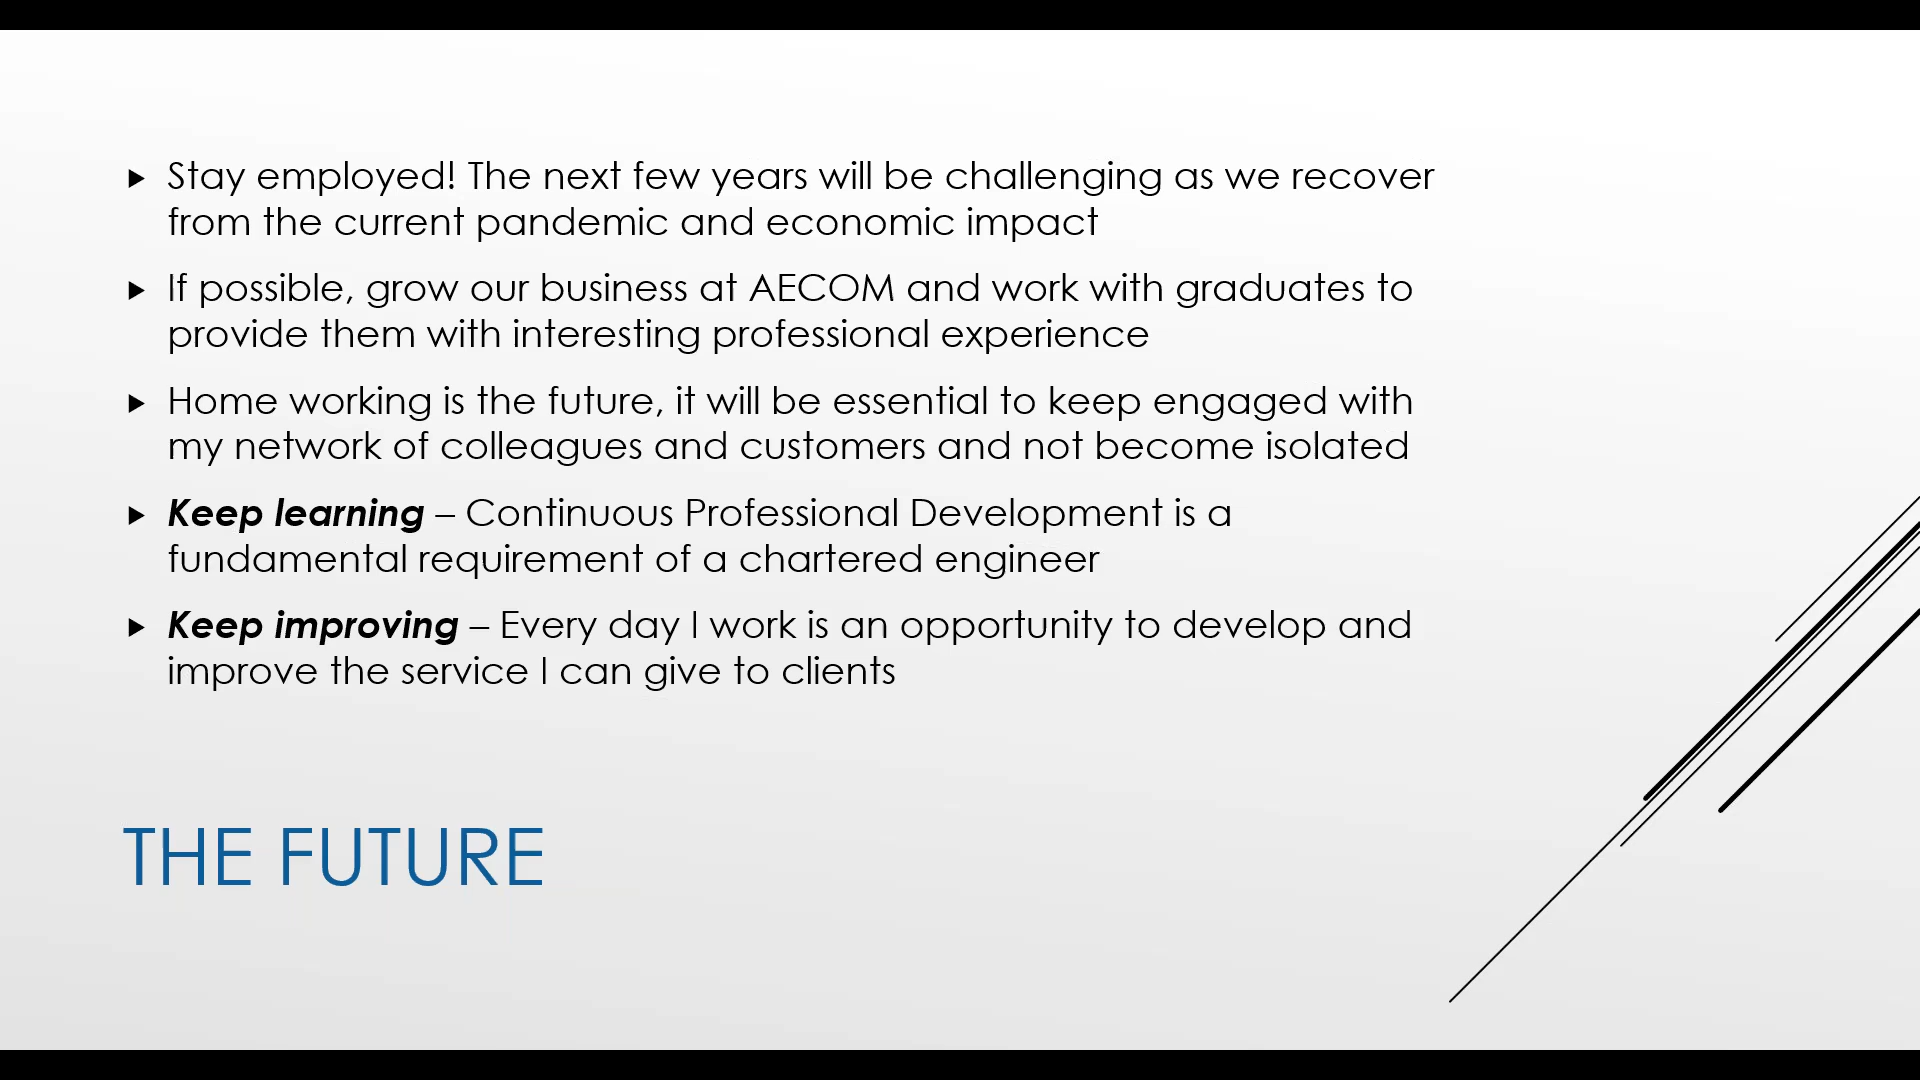 Stay employed! The next few years will be challenging as we recover
from the current pandemic and economic impact
If possible, grow our business at AECOM and work with graduates to
provide them with interesting professional experience
Home working is the future, it will be essential to keep engaged with
my network of colleagues and customers and not become isolated
Keep learning – Continuous Professional Development is a
fundamental requirement of a chartered engineer
Keep improving – Every day I work is an opportunity to develop and
improve the service I can give to clients
THE FUTURE